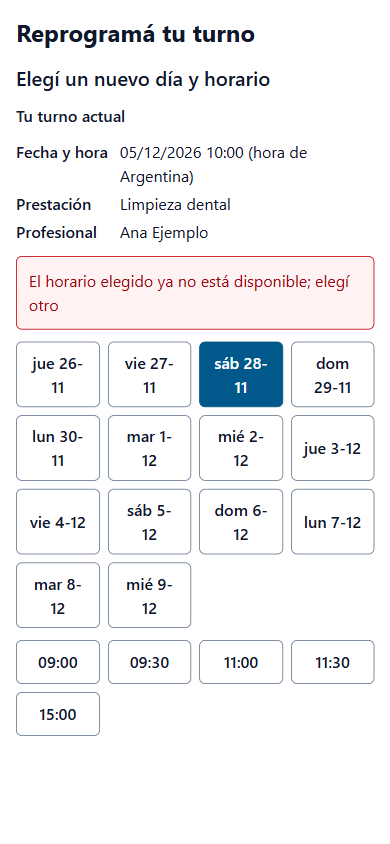 Reprogramá tu turno
Elegí un nuevo día y horario
Tu turno actual
Fecha y hora 05/12/2026 10:00 (hora de
Argentina)
Prestación Limpieza dental
Profesional Ana Ejemplo
El horario elegido ya no está disponible; elegí
otro
jue 26-
11
vie 27-
11
sáb 28-
11
dom
29-11
lun 30-
11
mar 1-
12
mié 2-
12
jue 3-12
vie 4-12
sáb 5-
12
dom 6-
12
lun 7-12
mar 8-
12
mié 9-
12
09:00
09:30
11:00
11:30
15:00